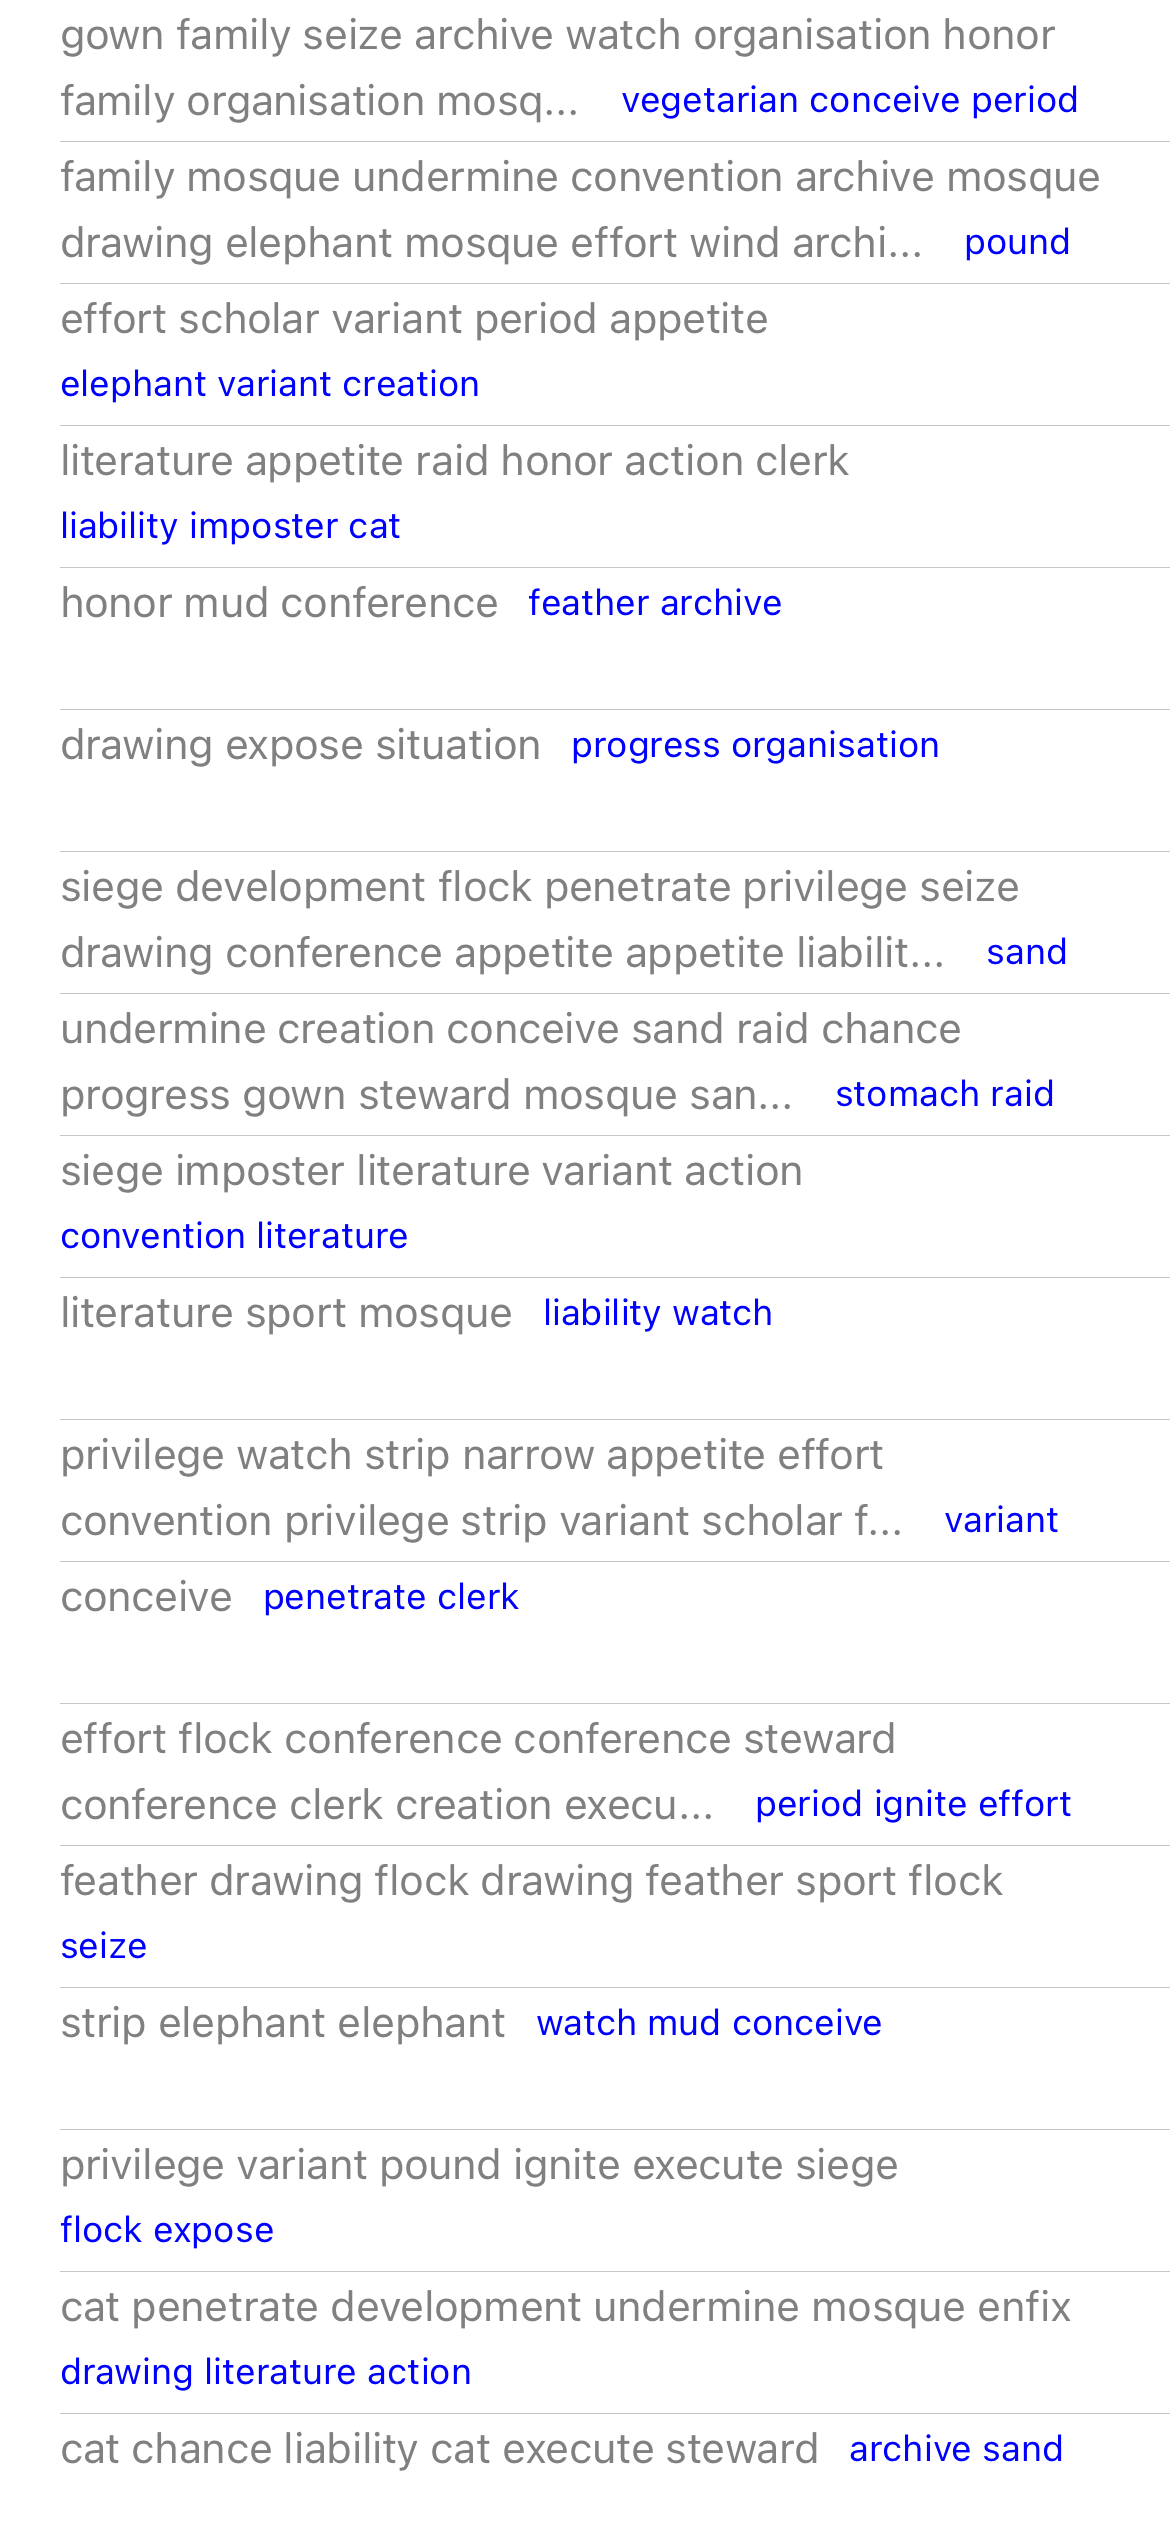 gown family seize archive watch organisation honor
family organisation mosq... vegetarian conceive period
family mosque undermine convention archive mosque
drawing elephant mosque effort wind archi... pound
effort scholar variant period appetite
elephant variant creation
literature appetite raid honor action clerk
liability imposter cat
honor mud conference feather archive
drawing expose situation progress organisation
siege development flock penetrate privilege seize
drawing conference appetite appetite liabilit... sand
undermine creation conceive sand raid chance
progress gown steward mosque san... stomach raid
siege imposter literature variant action
convention literature
literature sport mosque liability watch
privilege watch strip narrow appetite effort
convention privilege strip variant scholar f... variant
conceive penetrate clerk
effort flock conference conference steward
conference clerk creation execu... period ignite effort
feather drawing flock drawing feather sport flock
seize
strip elephant elephant watch mud conceive
privilege variant pound ignite execute siege
flock expose
cat penetrate development undermine mosque enfix
drawing literature action
cat chance liability cat execute steward archive sand